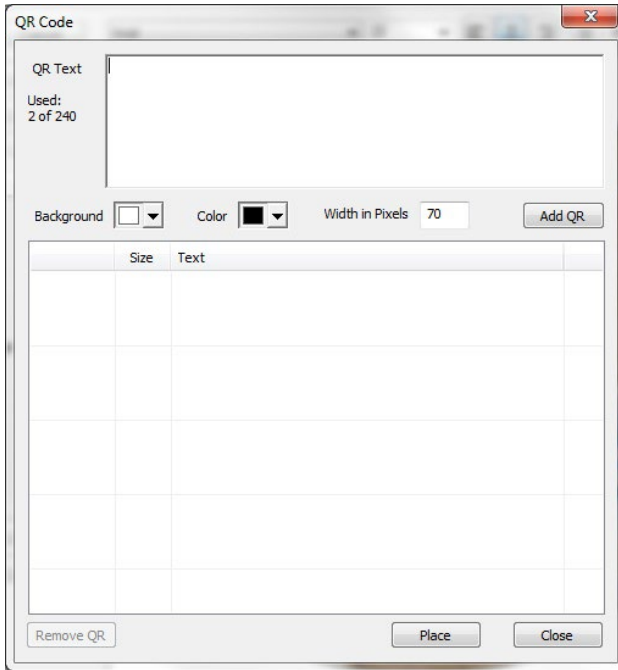 QR Code
QR Text
Used:
2 of 240
Background Color Width in Pixels 70 Add QR
Size Text
Remove QR Place Close